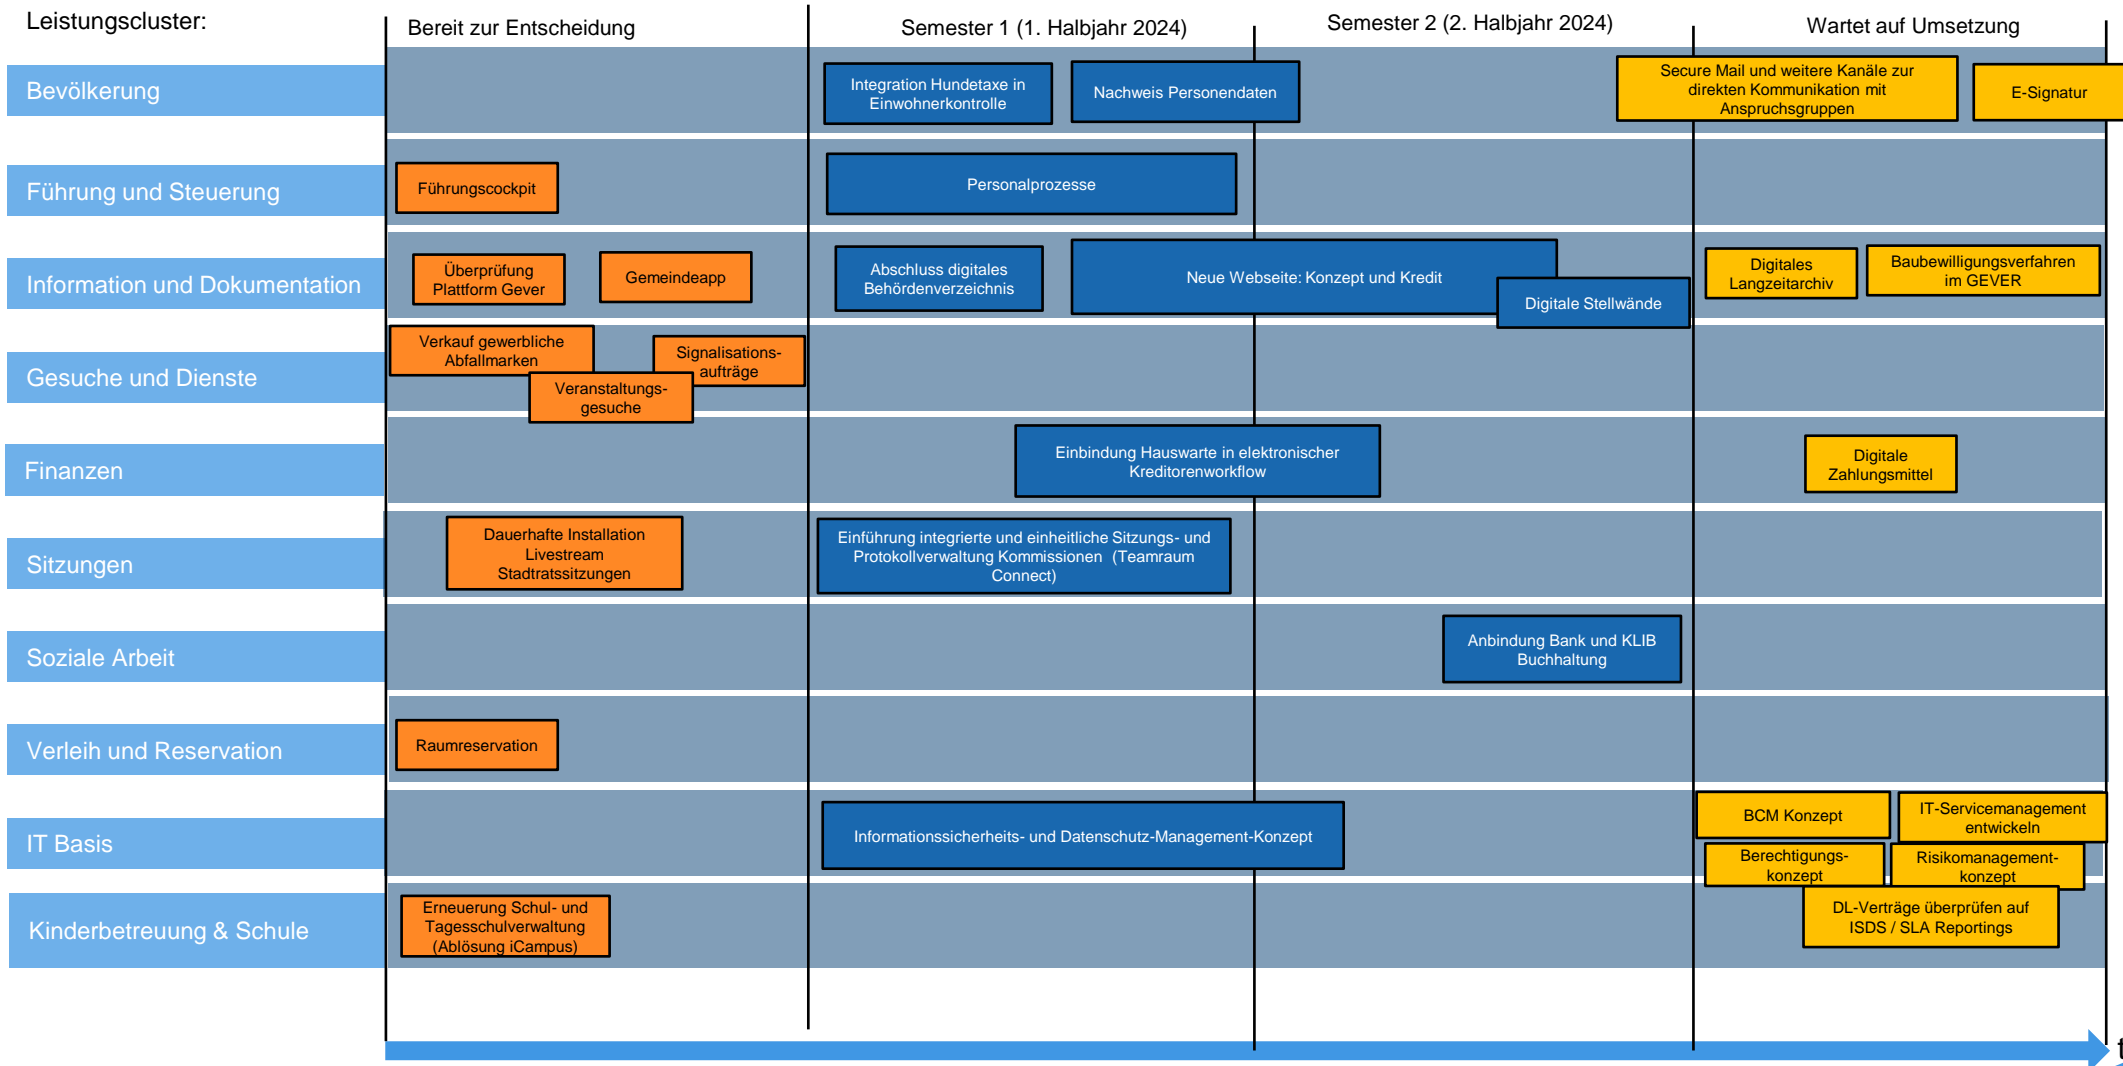 Leistungscluster:
Bereit zur Entscheidung
Semester 1 (1. Halbjahr 2024)
Semester 2 (2. Halbjahr 2024)
Wartet auf Umsetzung
Bevölkerung
Integration Hundetaxe in
Einwohnerkontrolle
Nachweis Personendaten
Secure Mail und weitere Kanäle zur
direkten Kommunikation mit
Anspruchsgruppen
E-Signatur
Führung und Steuerung
Führungscockpit
Personalprozesse
Information und Dokumentation
Überprüfung
Plattform Gever
Gemeindeapp
Abschluss digitales
Behördenverzeichnis
Neue Webseite: Konzept und Kredit
Digitale Stellwände
Digitales
Langzeitarchiv
Baubewilligungsverfahren
im GEVER
Gesuche und Dienste
Verkauf gewerbliche
Abfallmarken
Veranstaltungs-
gesuche
Signalisations-
aufträge
Finanzen
Einbindung Hauswarte in elektronischer
Kreditorenworkflow
Digitale
Zahlungsmittel
Sitzungen
Dauerhafte Installation
Livestream
Stadtratssitzungen
Einführung integrierte und einheitliche Sitzungs- und
Protokollverwaltung Kommissionen (Teamraum
Connect)
Soziale Arbeit
Anbindung Bank und KLIB
Buchhaltung
Verleih und Reservation
Raumreservation
IT Basis
Informationssicherheits- und Datenschutz-Management-Konzept
BCM Konzept
IT-Servicemanagement
entwickeln
Berechtigungs-
konzept
Risikomanagement-
konzept
Kinderbetreuung & Schule
Erneuerung Schul- und
Tagesschulverwaltung
(Ablösung iCampus)
DL-Verträge überprüfen auf
ISDS / SLA Reportings
t